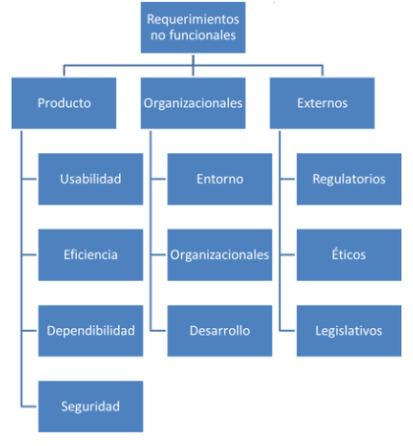 Requerimientos
no funcionales
Producto
Organizacionales
Externos
Usabilidad
Entorno
Regulatorios
Eficiencia
Organizacionales
Éticos
Dependibilidad
Desarrollo
Legislativos
Seguridad